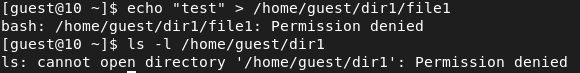 [guest@10 ~]$ echo "test" > /home/guest/dir1/file1
bash: /home/guest/dir1/file1: Permission denied
[guest@10 ~]$ ls -l /home/guest/dir1
ls: cannot open directory '/home/guest/dir1': Permission denied